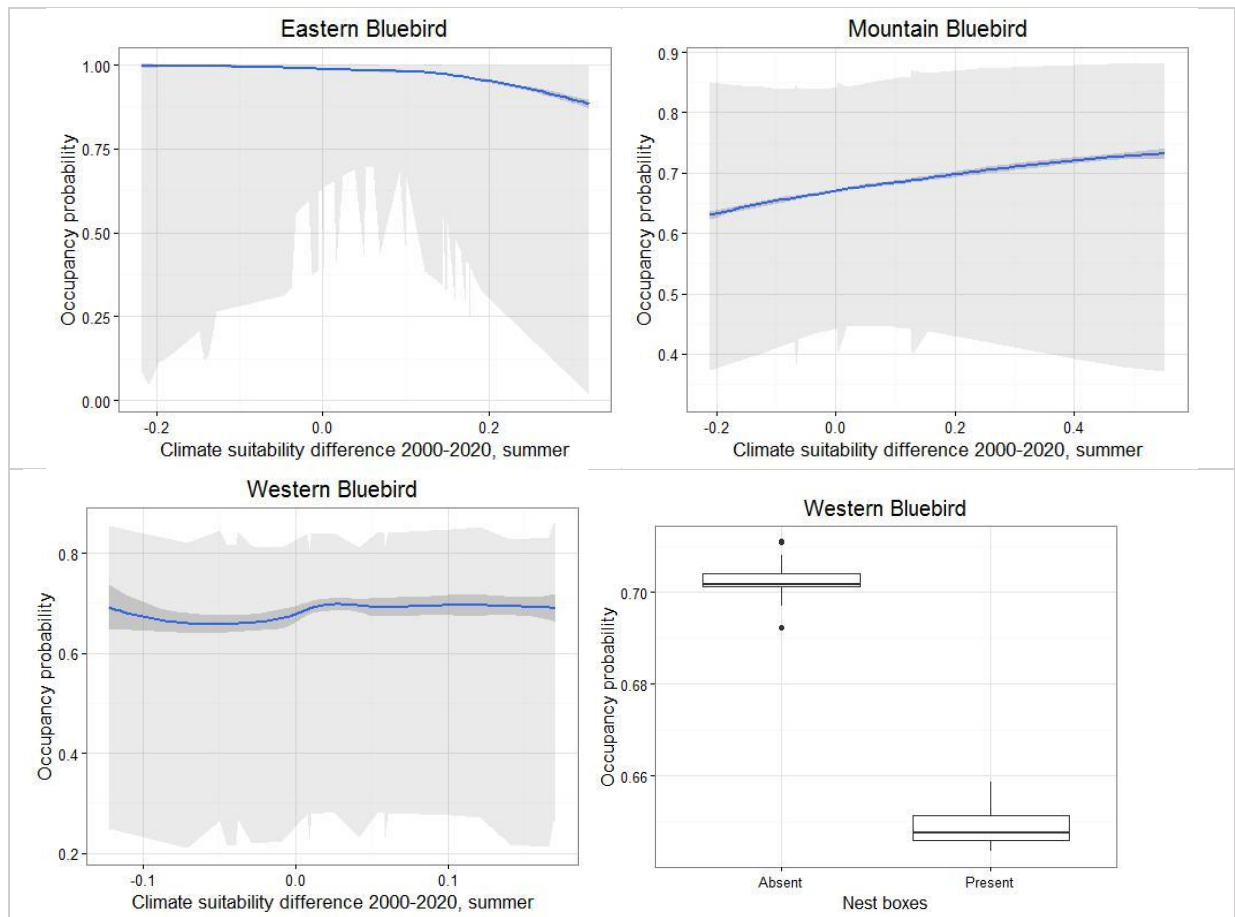 Eastern Bluebird
Occupancy probability
1.00
0.75
0.50
0.25
0.00
-0.2
0.0
0.2
Climate suitability difference 2000-2020, summer
Mountain Bluebird
Occupancy probability
0.9
0.8
0.7
0.6
0.5
0.4
-0.2
0.0
0.2
0.4
Climate suitability difference 2000-2020, summer
Western Bluebird
Occupancy probability
0.8
0.6
0.4
0.2
-0.1
0.0
0.1
Climate suitability difference 2000-2020, summer
Western Bluebird
Occupancy probability
0.70
0.68
0.66
Absent
Present
Nest boxes